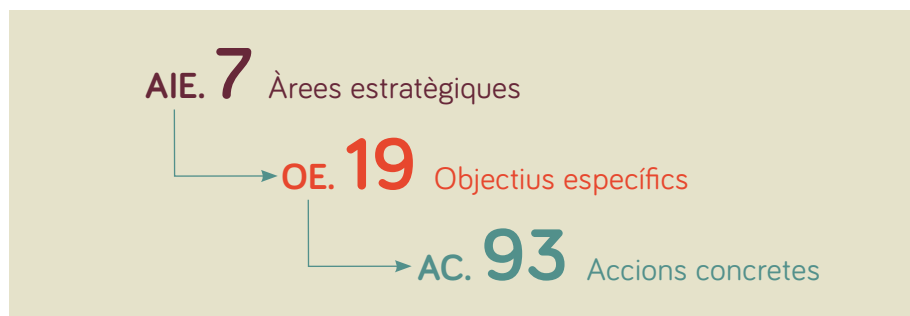 AIE. 7 Àrees estratègiques
OE. 19 Objectius específics
AC. 93 Accions concretes